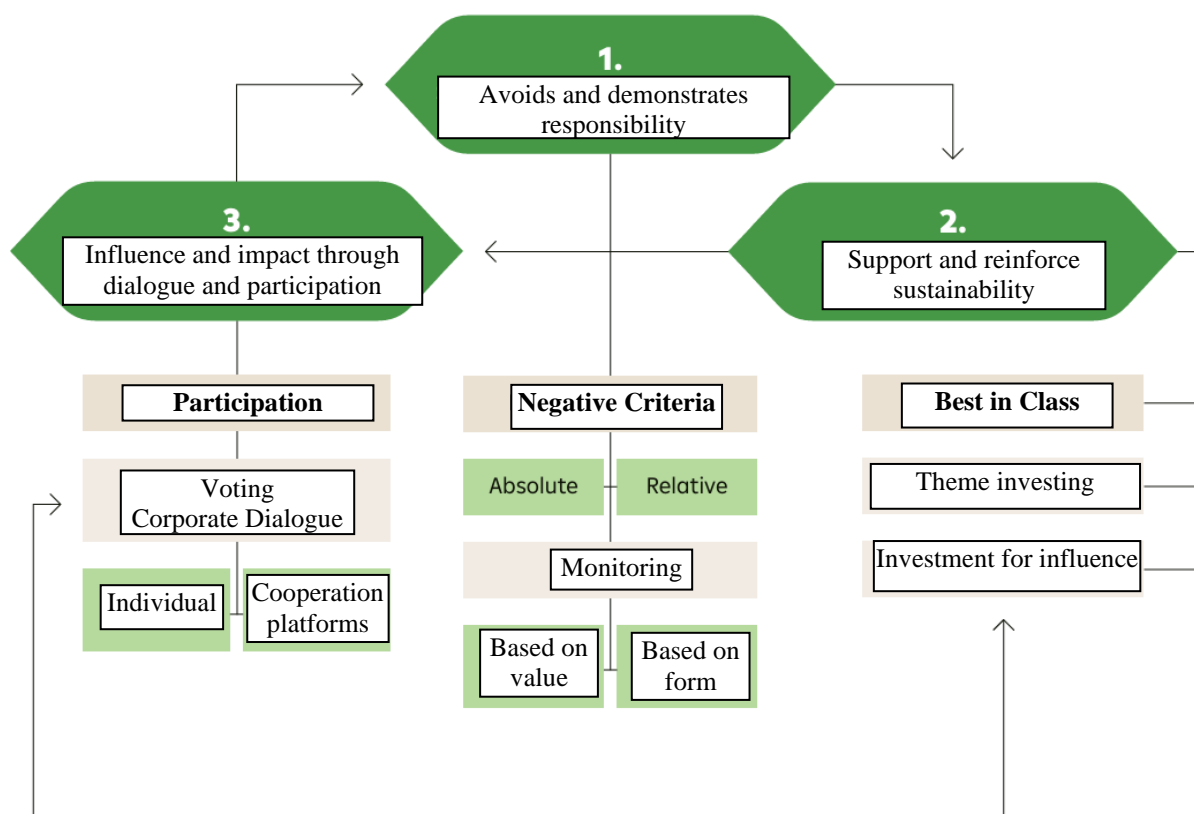 1.
Avoids and demonstrates
responsibility
3.
Influence and impact through
dialogue and participation
2.
Support and reinforce
sustainability
Participation
Voting
Corporate Dialogue
Individual
Cooperation
platforms
Negative Criteria
Absolute
Relative
Monitoring
Based on
value
Based on
form
Best in Class
Theme investing
Investment for influence